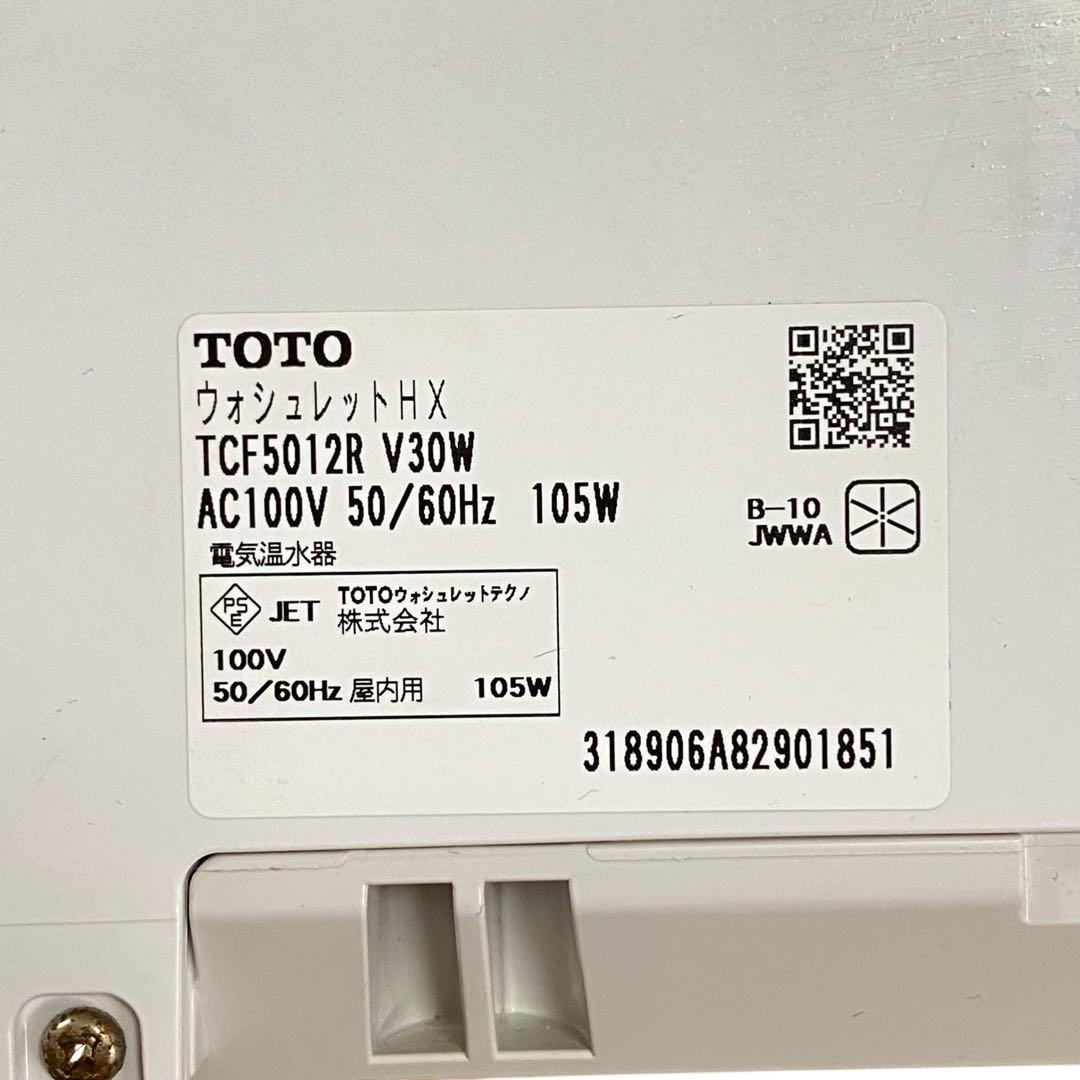 TOTO
ウォシュレットHX
TCF5012R V30W
AC100V 50/60Hz 105W
B-10
JWWA
電気温水器
PSE JET TOTOウォシュレットテクノ
株式会社
100V
50/60Hz 屋内用 105W
318906A82901851